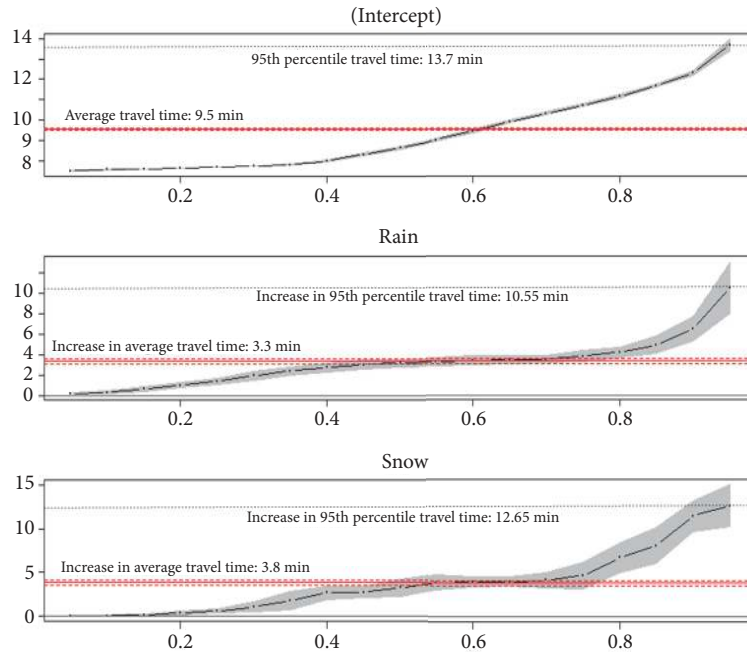 (Intercept)
14
95th percentile travel time: 13.7 min
12
Average travel time: 9.5 min
10
9
8
0.2 0.4 0.6 0.8
Rain
10
Increase in 95th percentile travel time: 10.55 min
8
6
Increase in average travel time: 3.3 min
4
2
0
0.2 0.4 0.6 0.8
Snow
15
Increase in 95th percentile travel time: 12.65 min
10
Increase in average travel time: 3.8 min
5
0
0.2 0.4 0.6 0.8